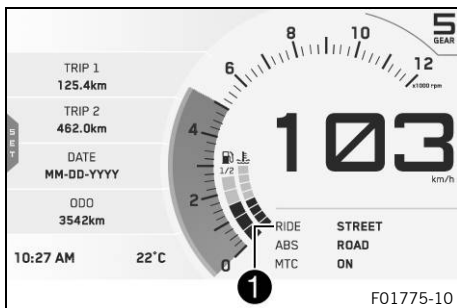 TRIP 1
125.4km
TRIP 2
462.0km
DATE
MM-DD-YYYY
ODO
3542km
10:27 AM 22°C
SET
0
2
4
6
8
10
12
x1000 rpm
1/2
5
GEAR
103
km/h
RIDE STREET
ABS ROAD
MTC ON
1
F01775-10